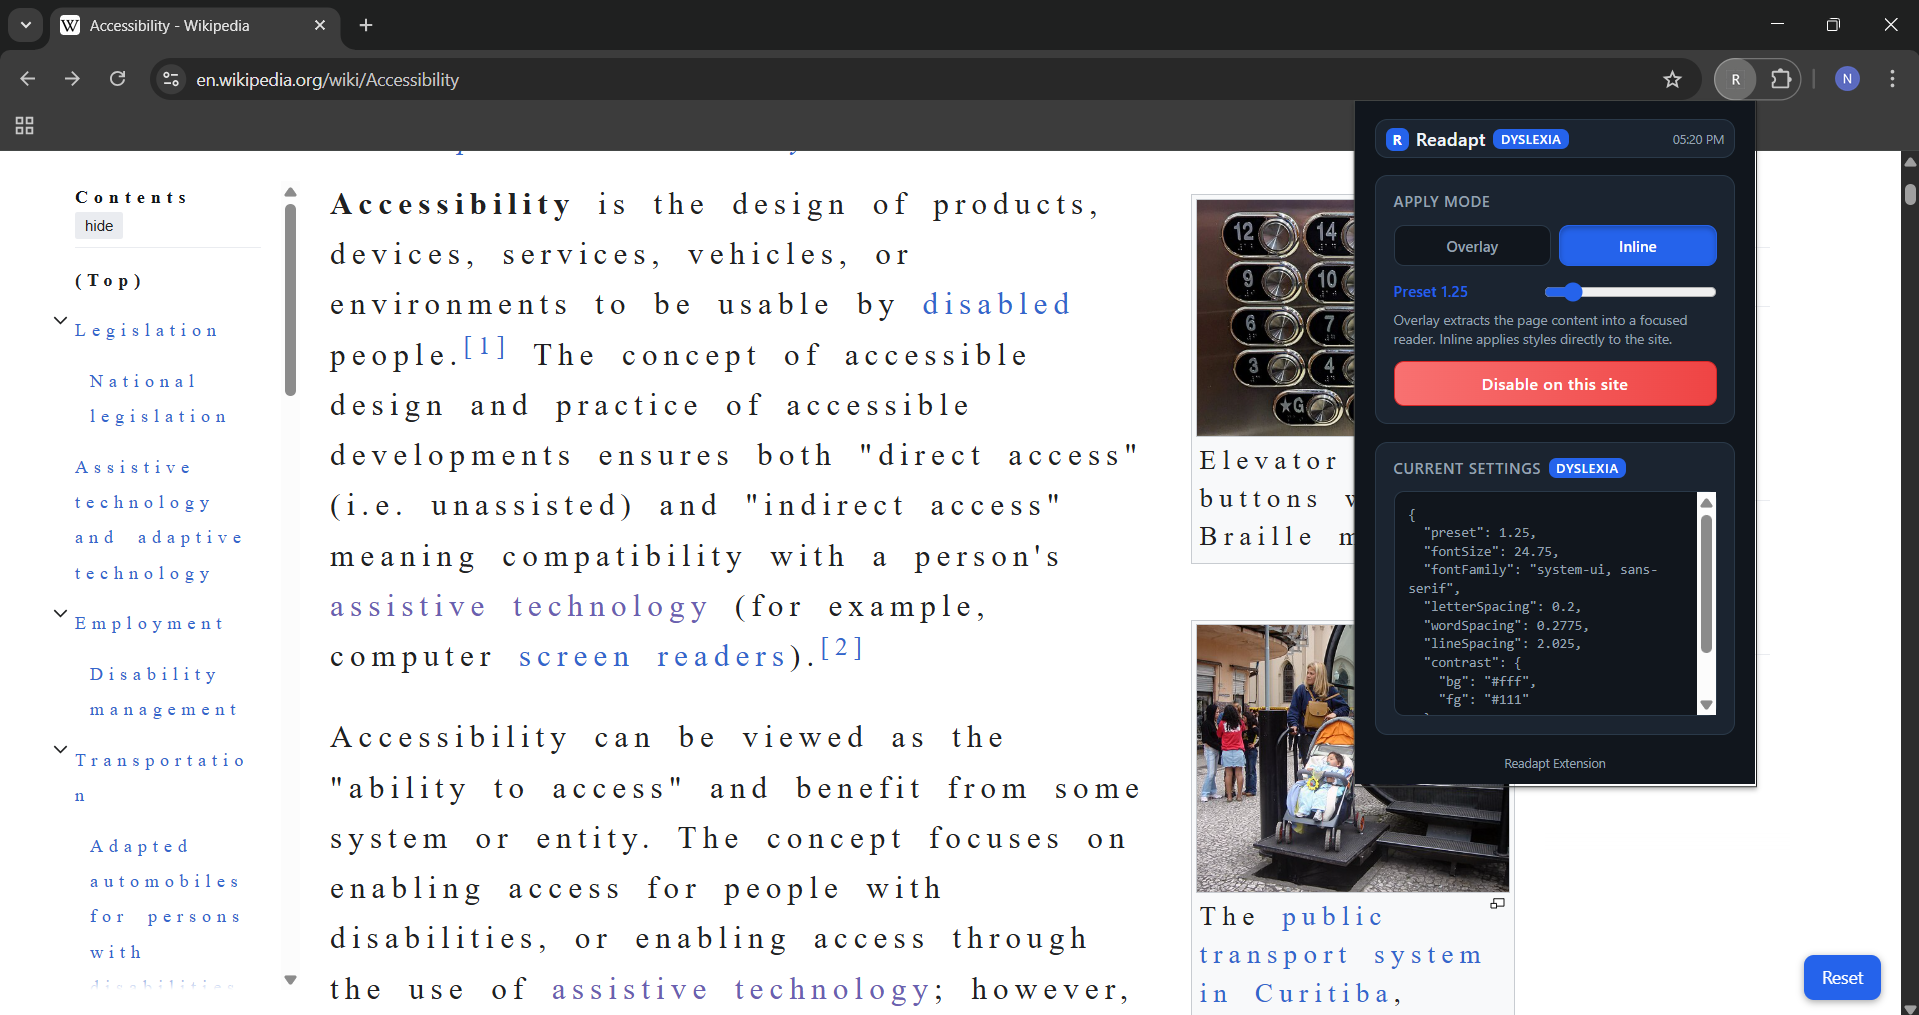 Accessibility - Wikipedia
en.wikipedia.org/wiki/Accessibility
R
N
Contents
hide
(Top)
Legislation
National
legislation
Assistive
technology
and adaptive
technology
Employment
Disability
management
Transportatio
n
Adapted
automobiles
for persons
with
disabilities
Accessibility is the design of products,
devices, services, vehicles, or
environments to be usable by disabled
people.[1] The concept of accessible
design and practice of accessible
developments ensures both "direct access"
(i.e. unassisted) and "indirect access"
meaning compatibility with a person's
assistive technology (for example,
computer screen readers).[2]
Accessibility can be viewed as the
"ability to access" and benefit from some
system or entity. The concept focuses on
enabling access for people with
disabilities, or enabling access through
the use of assistive technology; however,
12 14
9 10
6 7
3 4
★G
Elevator
buttons
Braille
The public
transport system
in Curitiba,
R Readapt DYSLEXIA 05:20 PM
APPLY MODE
Overlay Inline
Preset 1.25
Overlay extracts the page content into a focused
reader. Inline applies styles directly to the site.
Disable on this site
CURRENT SETTINGS DYSLEXIA
{
"preset": 1.25,
"fontSize": 24.75,
"fontFamily": "system-ui, sans-
serif",
"letterSpacing": 0.2,
"wordSpacing": 0.2775,
"lineSpacing": 2.025,
"contrast": {
"bg": "#fff",
"fg": "#111"
Readapt Extension
Reset